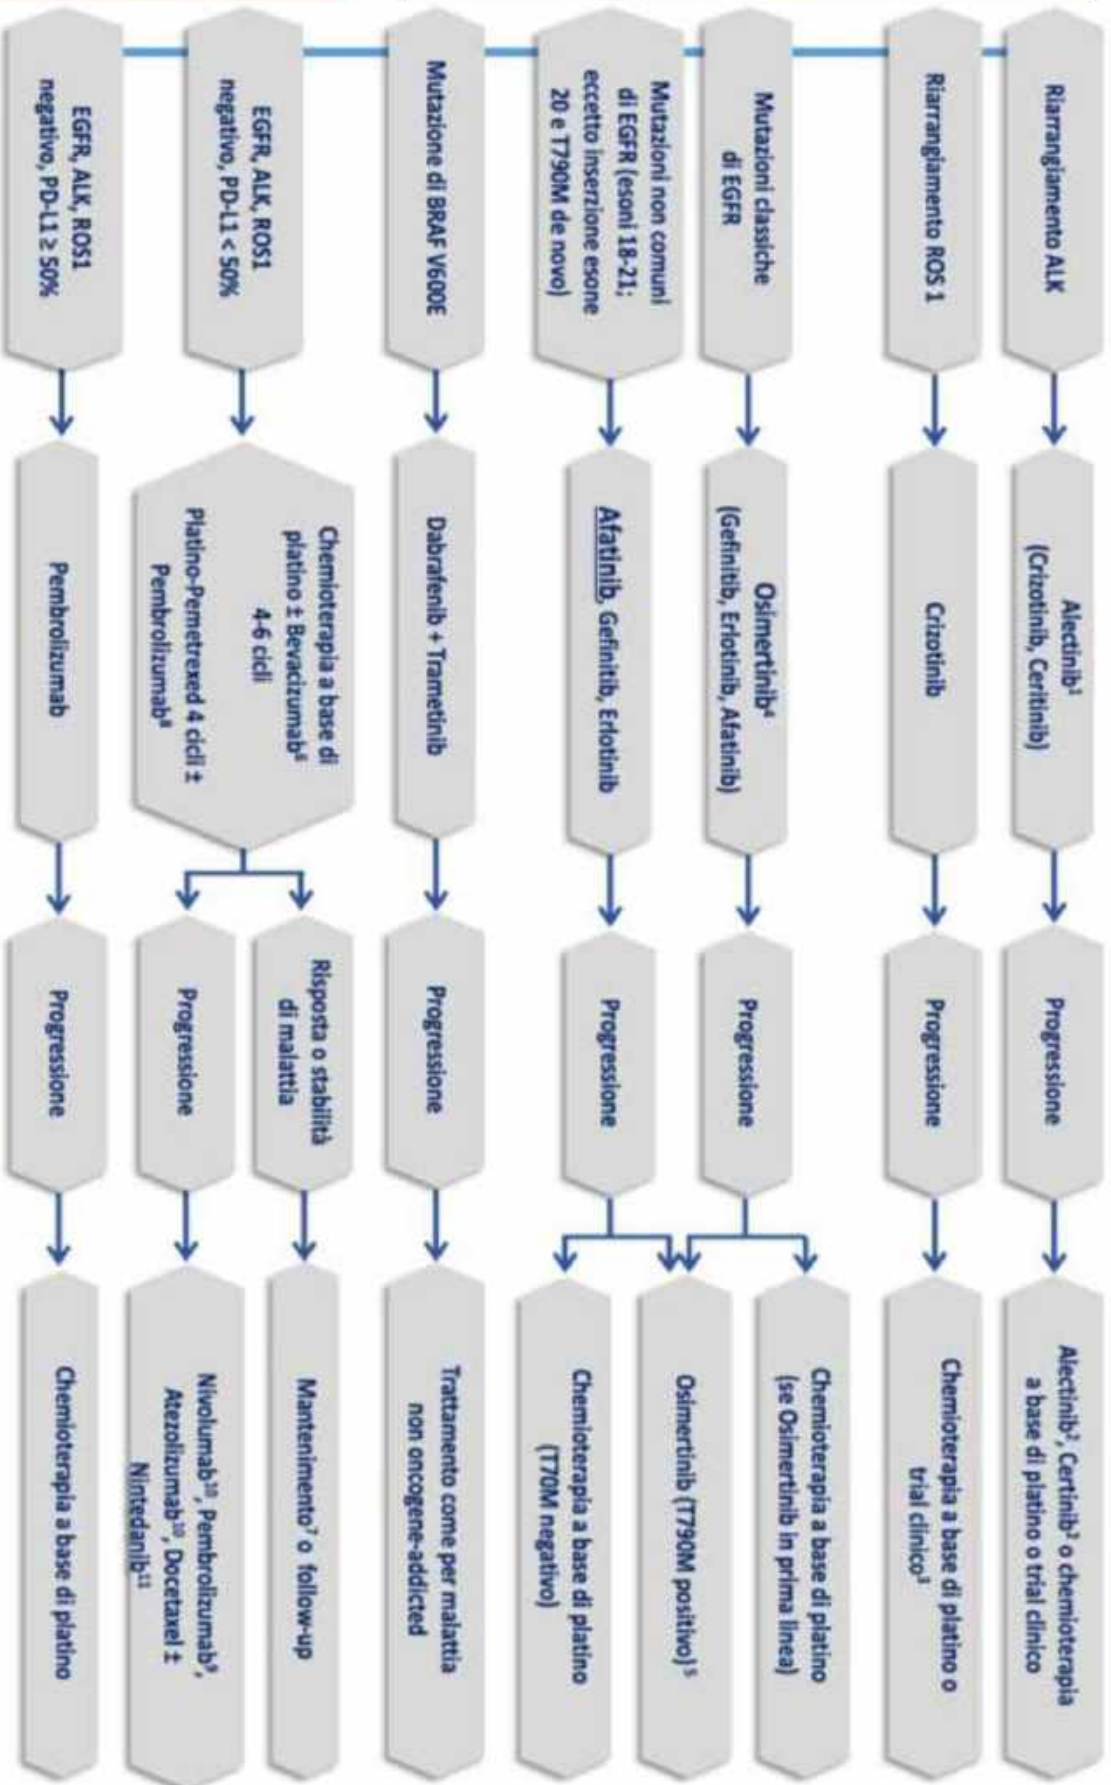 Riarrangiamento ALK
Alectinib¹
(Crizotinib, Ceritinib)
Progressione
Alectinib², Certinib² o chemioterapia
a base di platino o trial clinico
Riarrangiamento ROS 1
Crizotinib
Progressione
Chemioterapia a base di platino o
trial clinico³
Mutazioni classiche
di EGFR
Osimertinib⁴
(Gefinitib, Erlotinib, Afatinib)
Progressione
Chemioterapia a base di platino
(se Osimertinib in prima linea)
Osimertinib (T790M positivo)⁵
Mutazioni non comuni
di EGFR (esoni 18-21;
eccetto inserzione esone
20 e T790M de novo)
Afatinib, Gefinitib, Erlotinib
Progressione
Chemioterapia a base di platino
(T70M negativo)
Mutazione di BRAF V600E
Dabrafenib + Trametinib
Progressione
Trattamento come per malattia
non oncogene-addicted
EGFR, ALK, ROS1
negativo, PD-L1 < 50%
Chemioterapia a base di
platino ± Bevacizumab⁶
4-6 cicli
Platino-Pemetrexed 4 cicli ±
Pembrolizumab⁸
Risposta o stabilità
di malattia
Mantenimento⁷ o follow-up
Progressione
Nivolumab¹⁰, Pembrolizumab⁹,
Atezolizumab¹⁰, Docetaxel ±
Nintedanib¹¹
EGFR, ALK, ROS1
negativo, PD-L1 ≥ 50%
Pembrolizumab
Progressione
Chemioterapia a base di platino